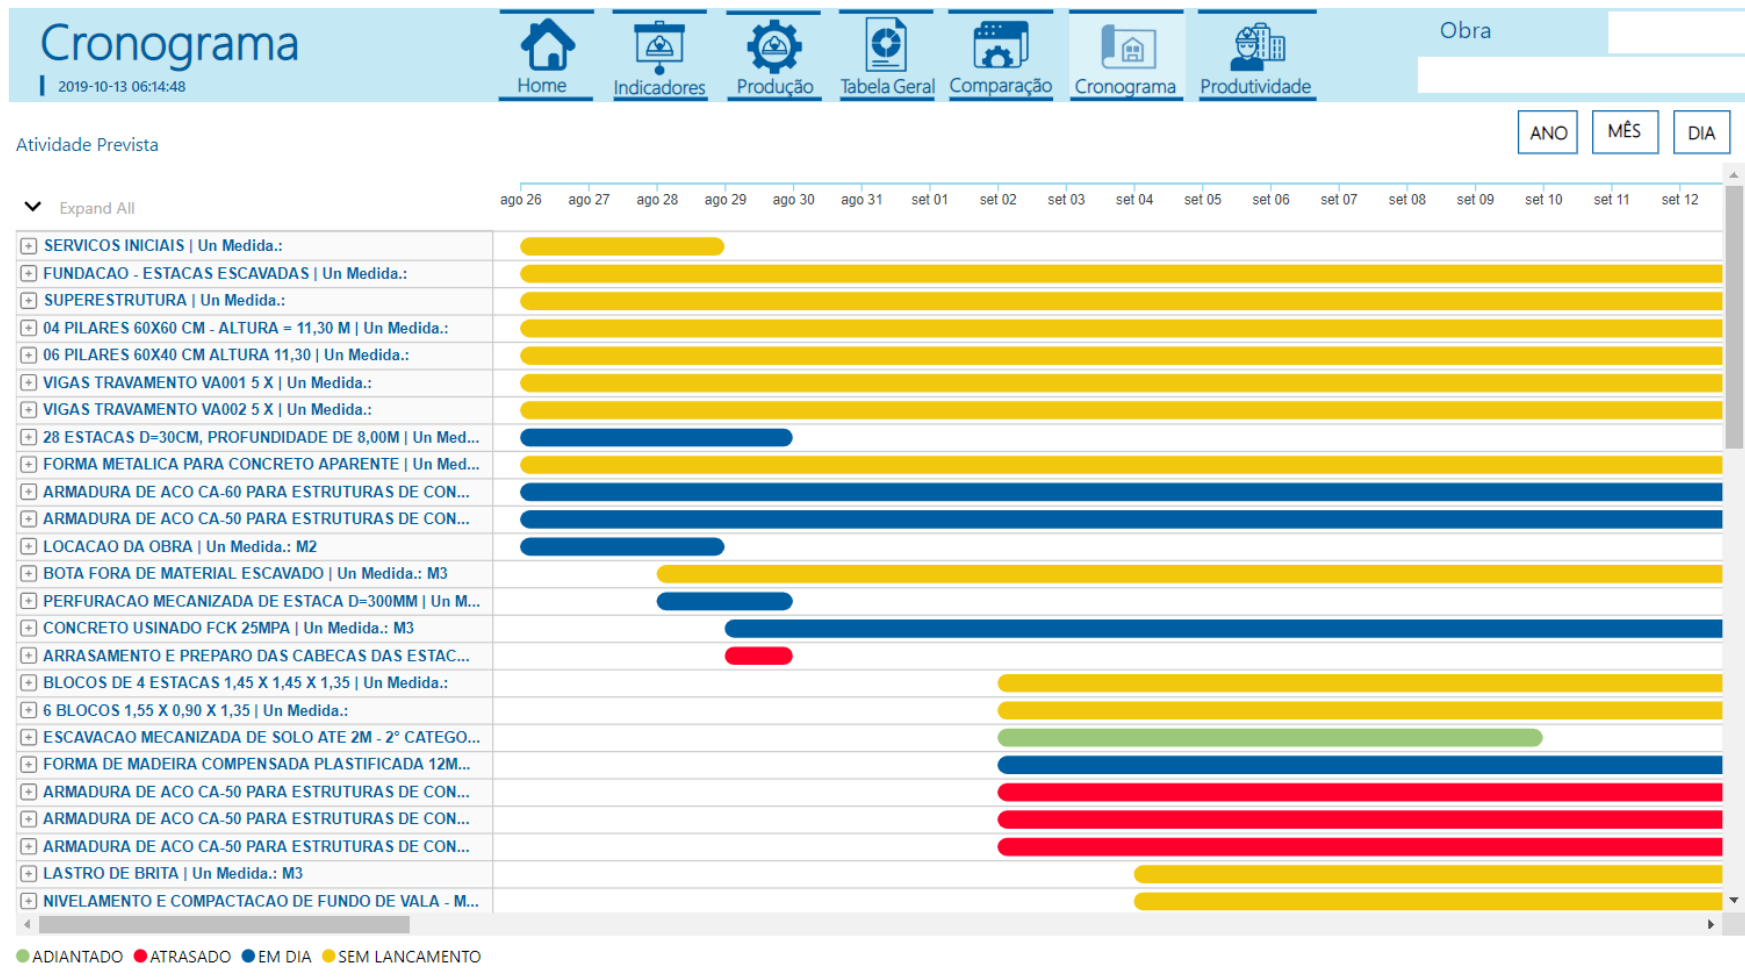 Cronograma
2019-10-13 06:14:48
Home
Indicadores
Produção
Tabela Geral
Comparação
Cronograma
Produtividade
Obra
Atividade Prevista
ANO
MÊS
DIA
Expand All
ago 26 ago 27 ago 28 ago 29 ago 30 ago 31 set 01 set 02 set 03 set 04 set 05 set 06 set 07 set 08 set 09 set 10 set 11 set 12
SERVICOS INICIAIS | Un Medida.:
FUNDACAO - ESTACAS ESCAVADAS | Un Medida.:
SUPERESTRUTURA | Un Medida.:
04 PILARES 60X60 CM - ALTURA = 11,30 M | Un Medida.:
06 PILARES 60X40 CM ALTURA 11,30 | Un Medida.:
VIGAS TRAVAMENTO VA001 5 X | Un Medida.:
VIGAS TRAVAMENTO VA002 5 X | Un Medida.:
28 ESTACAS D=30CM, PROFUNDIDADE DE 8,00M | Un Med...
FORMA METALICA PARA CONCRETO APARENTE | Un Med...
ARMADURA DE ACO CA-60 PARA ESTRUTURAS DE CON...
ARMADURA DE ACO CA-50 PARA ESTRUTURAS DE CON...
LOCACAO DA OBRA | Un Medida.: M2
BOTA FORA DE MATERIAL ESCAVADO | Un Medida.: M3
PERFURACAO MECANIZADA DE ESTACA D=300MM | Un M...
CONCRETO USINADO FCK 25MPA | Un Medida.: M3
ARRASAMENTO E PREPARO DAS CABECAS DAS ESTAC...
BLOCOS DE 4 ESTACAS 1,45 X 1,45 X 1,35 | Un Medida.:
6 BLOCOS 1,55 X 0,90 X 1,35 | Un Medida.:
ESCAVACAO MECANIZADA DE SOLO ATE 2M - 2° CATEGO...
FORMA DE MADEIRA COMPENSADA PLASTIFICADA 12M...
ARMADURA DE ACO CA-50 PARA ESTRUTURAS DE CON...
ARMADURA DE ACO CA-50 PARA ESTRUTURAS DE CON...
ARMADURA DE ACO CA-50 PARA ESTRUTURAS DE CON...
LASTRO DE BRITA | Un Medida.: M3
NIVELAMENTO E COMPACTACAO DE FUNDO DE VALA - M...
ADIANTADO ATRASADO EM DIA SEM LANCAMENTO